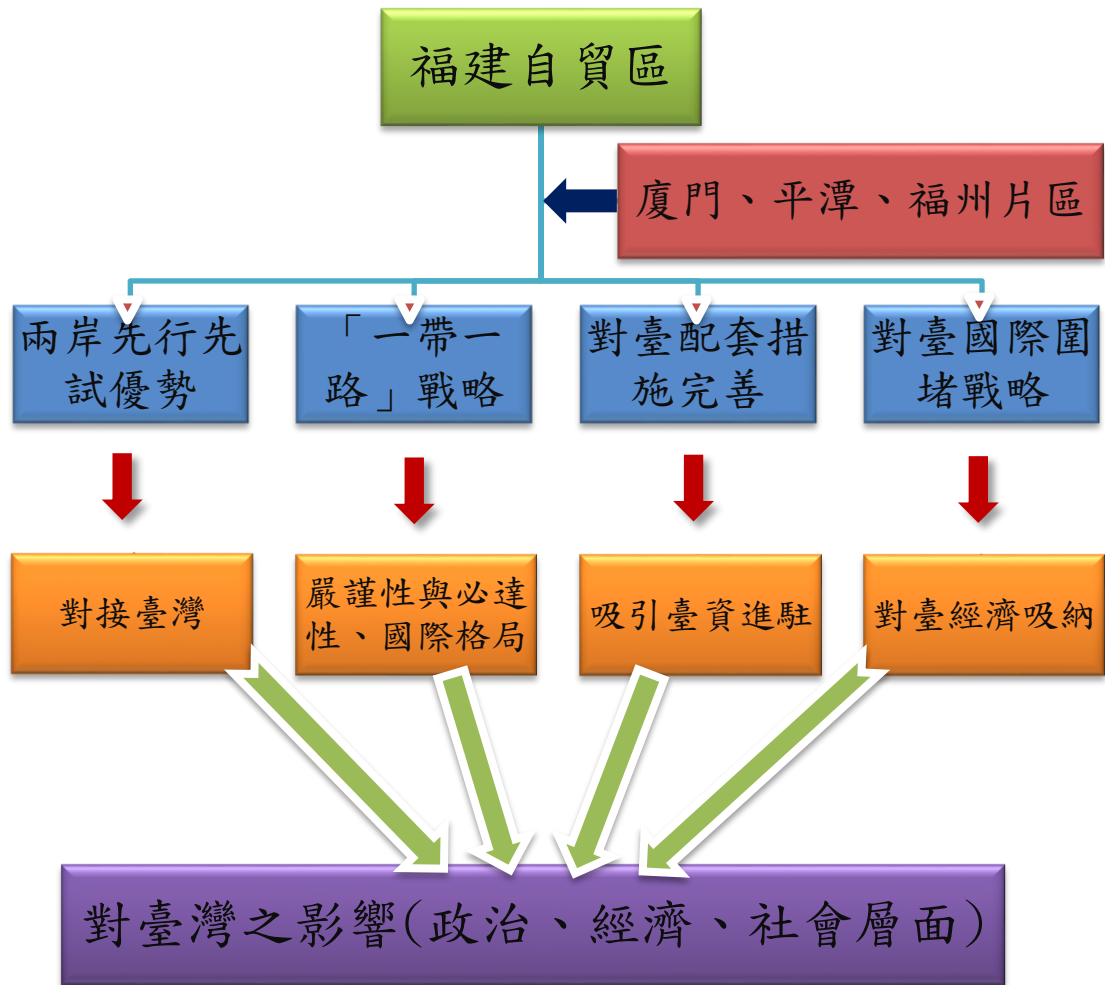 福建自貿區
廈門、平潭、福州片區
兩岸先行先
試優勢
「一帶一
路」戰略
對臺配套措
施完善
對臺國際圍
堵戰略
對接臺灣
嚴謹性與必達
性、國際格局
吸引臺資進駐
對臺經濟吸納
對臺灣之影響(政治、經濟、社會層面)